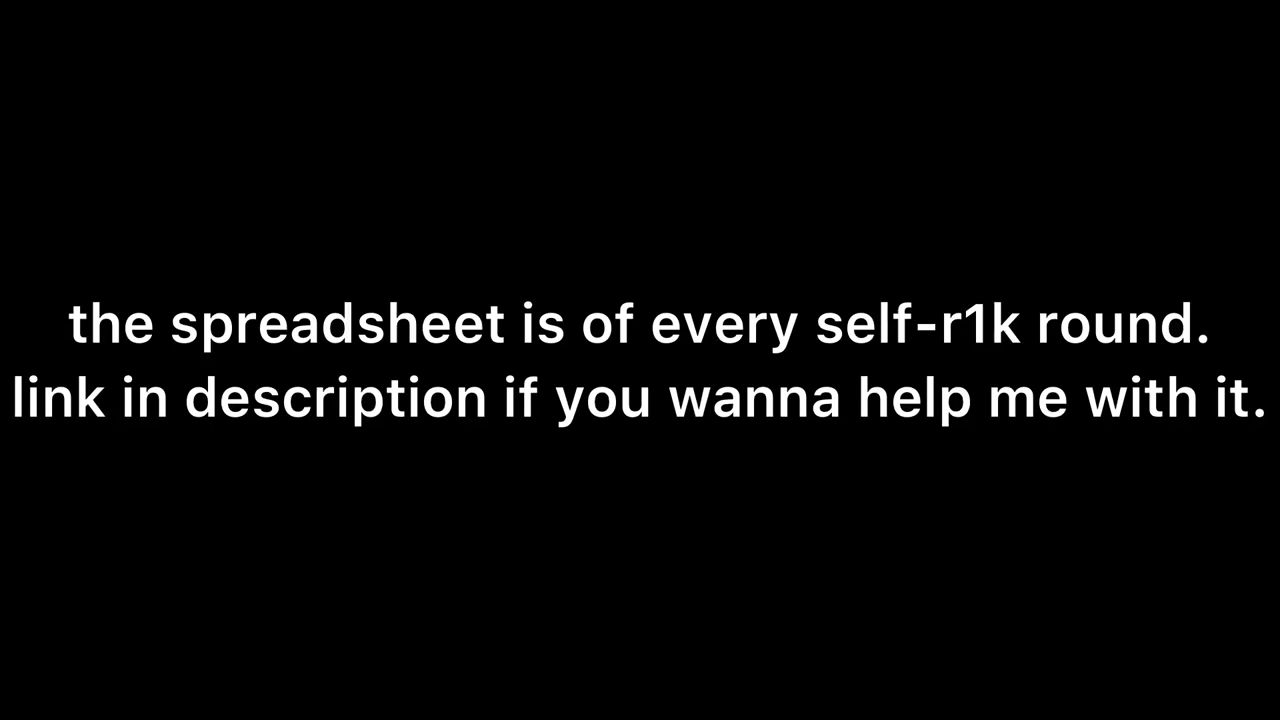 the spreadsheet is of every self-r1k round.
link in description if you wanna help me with it.